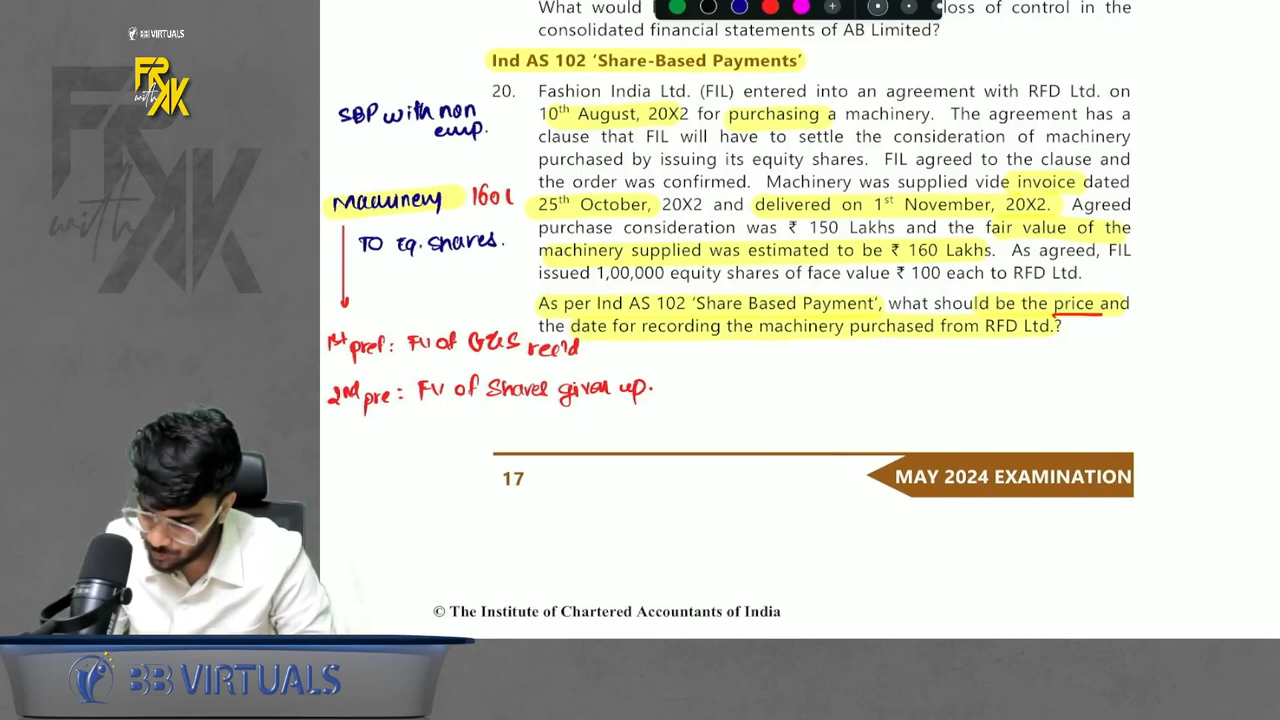 What would
loss of control in the
consolidated financial statements of AB Limited?
BB VIRTUALS
FR
with
AK
Ind AS 102 ‘Share-Based Payments’
20. Fashion India Ltd. (FIL) entered into an agreement with RFD Ltd. on
10th August, 20X2 for purchasing a machinery. The agreement has a
clause that FIL will have to settle the consideration of machinery
purchased by issuing its equity shares. FIL agreed to the clause and
the order was confirmed. Machinery was supplied vide invoice dated
25th October, 20X2 and delivered on 1st November, 20X2. Agreed
purchase consideration was ₹ 150 Lakhs and the fair value of the
machinery supplied was estimated to be ₹ 160 Lakhs. As agreed, FIL
issued 1,00,000 equity shares of face value ₹ 100 each to RFD Ltd.
As per Ind AS 102 ‘Share Based Payment’, what should be the price and
the date for recording the machinery purchased from RFD Ltd.?
SBP with non
emp.
Machinery 160 L
TO Eq. Shares.
1st pref: FV of G&S rec'd
2nd pre: FV of Shares given up.
17
MAY 2024 EXAMINATION
© The Institute of Chartered Accountants of India
BB VIRTUALS